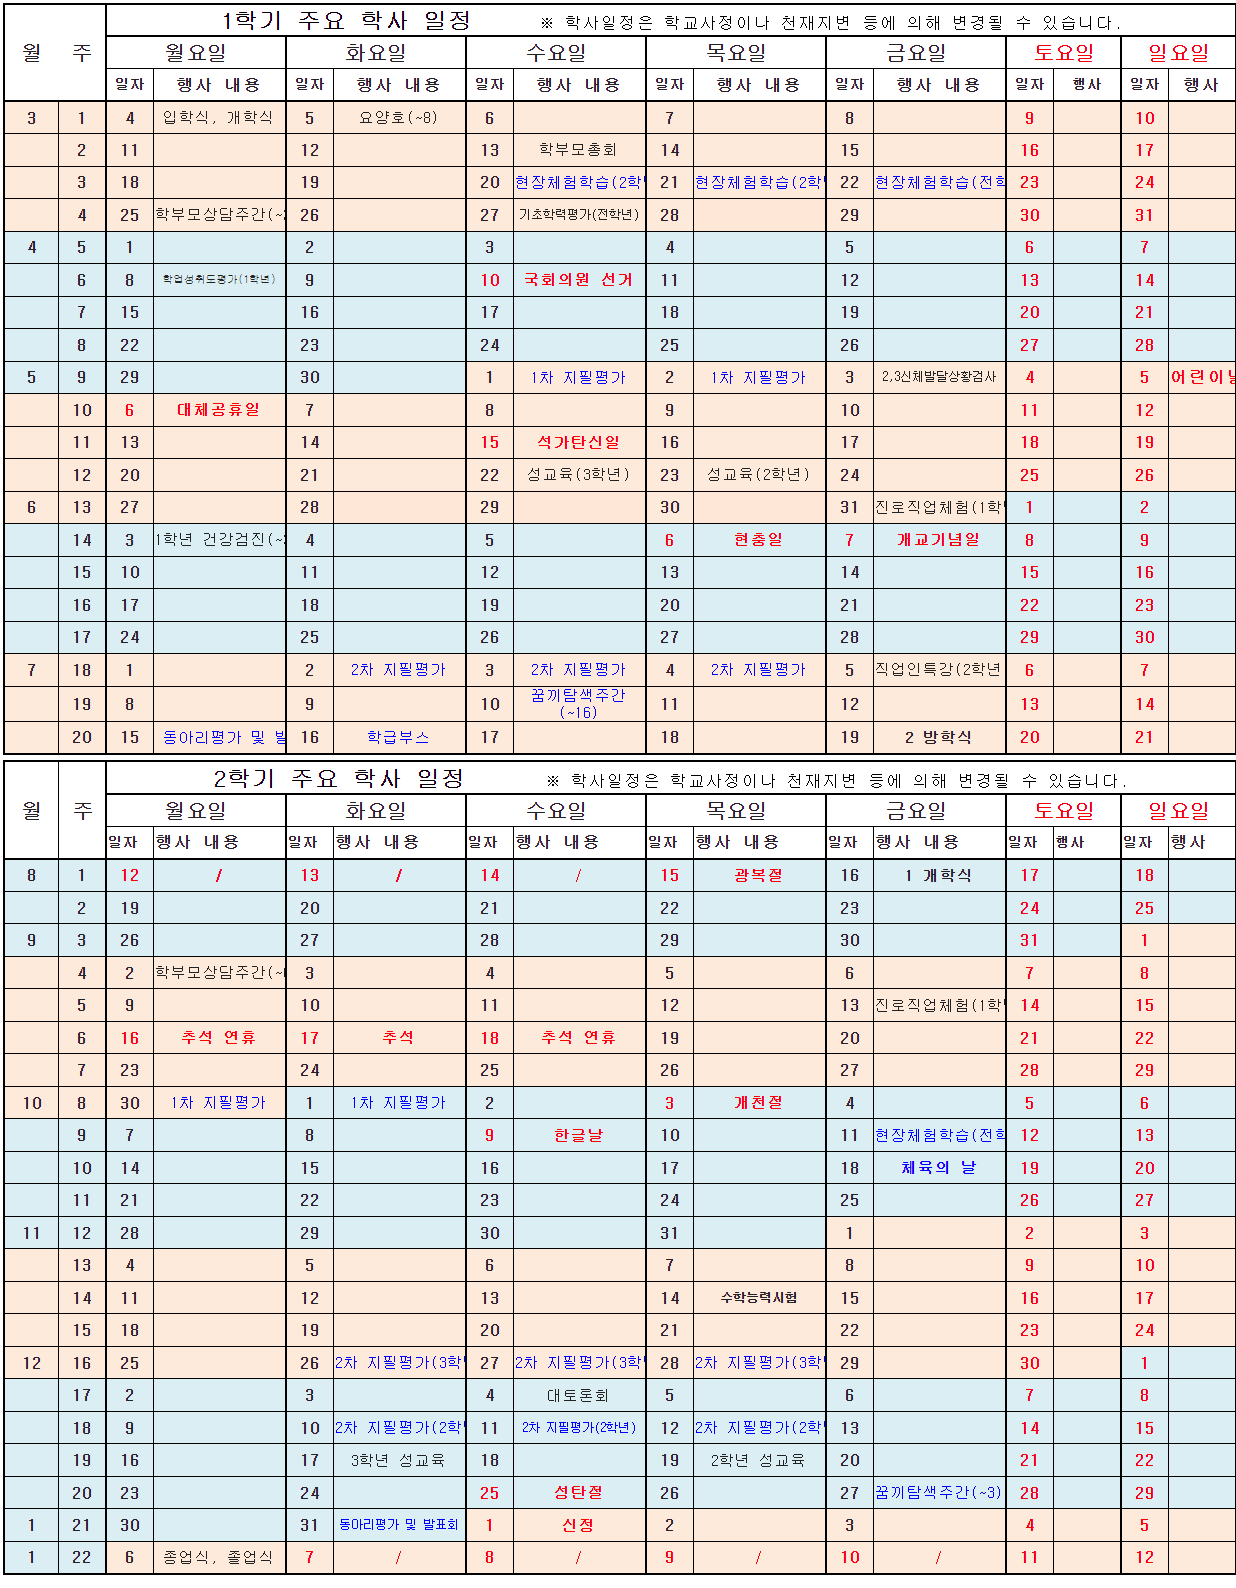 1학기 주요 학사 일정 ※ 학사일정은 학교사정이나 천재지변 등에 의해 변경될 수 있습니다.
월 주 월요일 화요일 수요일 목요일 금요일 토요일 일요일
일자 행사 내용 일자 행사 내용 일자 행사 내용 일자 행사 내용 일자 행사 내용 일자 행사 일자 행사
3 1 4 입학식, 개학식 5 요양호(~8) 6 7 8 9 10
2 11 12 13 학부모총회 14 15 16 17
3 18 19 20 현장체험학습(2학년 21 현장체험학습(2학년 22 현장체험학습(전학 23 24
4 25 학부모상담주간(~ 26 27 기초학력평가(전학년) 28 29 30 31
4 5 1 2 3 4 5 6 7
6 8 학업성취도평가(1학년) 9 10 국회의원 선거 11 12 13 14
7 15 16 17 18 19 20 21
8 22 23 24 25 26 27 28
5 9 29 30 1 1차 지필평가 2 1차 지필평가 3 2,3신체발달상황검사 4 5 어린이날
10 6 대체공휴일 7 8 9 10 11 12
11 13 14 15 석가탄신일 16 17 18 19
12 20 21 22 성교육(3학년) 23 성교육(2학년) 24 25 26
6 13 27 28 29 30 31 진로직업체험(1학년 1 2
14 3 1학년 건강검진(~ 4 5 6 현충일 7 개교기념일 8 9
15 10 11 12 13 14 15 16
16 17 18 19 20 21 22 23
17 24 25 26 27 28 29 30
7 18 1 2 2차 지필평가 3 2차 지필평가 4 2차 지필평가 5 직업인특강(2학년 6 7
19 8 9 10 꿈끼탐색주간 11 12 13 14
(~16)
20 15 동아리평가 및 발 16 학급부스 17 18 19 2 방학식 20 21
2학기 주요 학사 일정 ※ 학사일정은 학교사정이나 천재지변 등에 의해 변경될 수 있습니다.
월 주 월요일 화요일 수요일 목요일 금요일 토요일 일요일
일자 행사 내용 일자 행사 내용 일자 행사 내용 일자 행사 내용 일자 행사 내용 일자 행사 일자 행사
8 1 12 / 13 / 14 / 15 광복절 16 1 개학식 17 18
2 19 20 21 22 23 24 25
9 3 26 27 28 29 30 31 1
4 2 학부모상담주간(~ 3 4 5 6 7 8
5 9 10 11 12 13 진로직업체험(1학년 14 15
6 16 추석 연휴 17 추석 18 추석 연휴 19 20 21 22
7 23 24 25 26 27 28 29
10 8 30 1차 지필평가 1 1차 지필평가 2 3 개천절 4 5 6
9 7 8 9 한글날 10 11 현장체험학습(전학 12 13
10 14 15 16 17 18 체육의 날 19 20
11 21 22 23 24 25 26 27
11 12 28 29 30 31 1 2 3
13 4 5 6 7 8 9 10
14 11 12 13 14 수학능력시험 15 16 17
15 18 19 20 21 22 23 24
12 16 25 26 2차 지필평가(3학년 27 2차 지필평가(3학년 28 2차 지필평가(3학년 29 30 1
17 2 3 4 대토론회 5 6 7 8
18 9 10 2차 지필평가(2학년 11 2차 지필평가(2학년) 12 2차 지필평가(2학년 13 14 15
19 16 17 3학년 성교육 18 19 2학년 성교육 20 21 22
20 23 24 25 성탄절 26 27 꿈끼탐색주간(~3) 28 29
1 21 30 31 동아리평가 및 발표회 1 신정 2 3 4 5
1 22 6 종업식, 졸업식 7 / 8 / 9 / 10 / 11 12